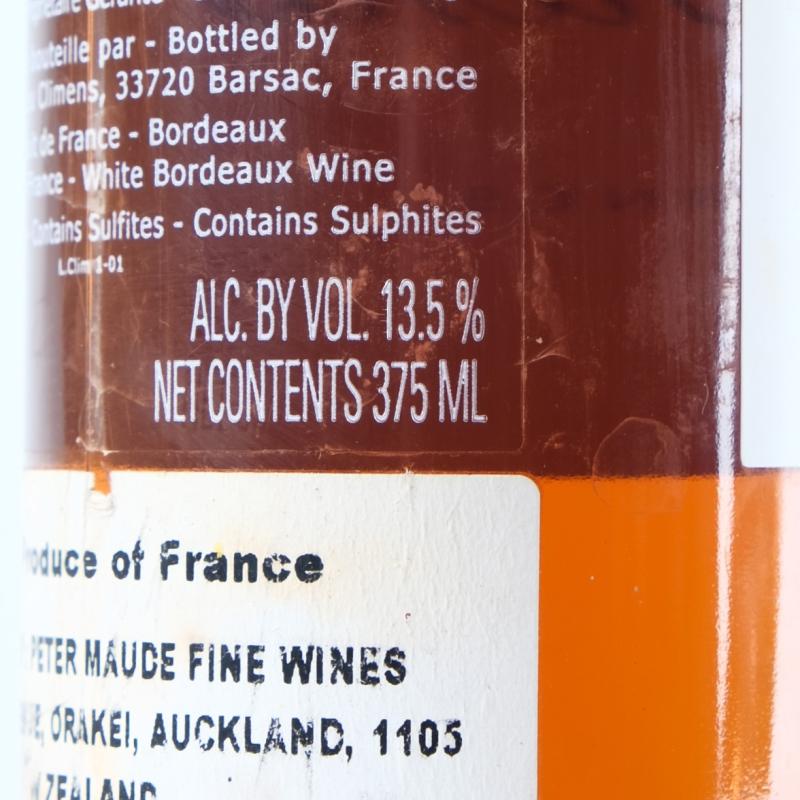 par - Bottled by
Climens, 33720 Barsac, France
de France - Bordeaux
- White Bordeaux Wine
Contains Sulfites - Contains Sulphites
ALC. BY VOL. 13.5 %
NET CONTENTS 375 ML
of France
PETER MAUDE FINE WINES
ORAKEI, AUCKLAND, 1105
ZEALAND